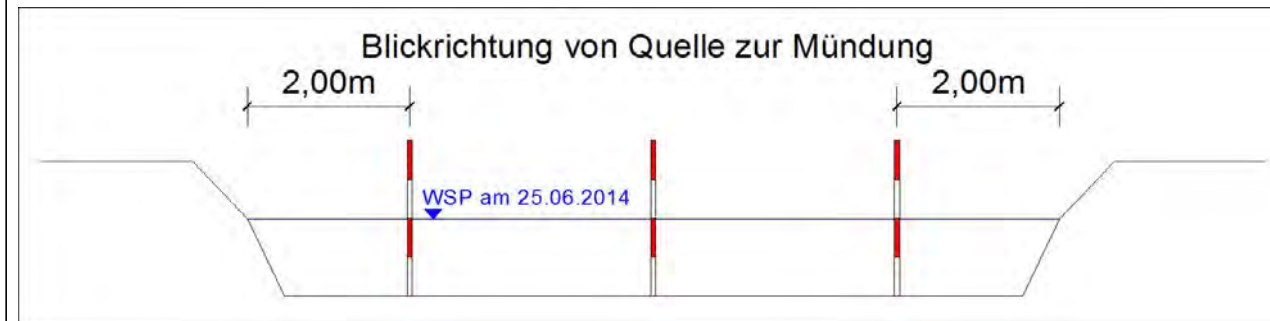 Blickrichtung von Quelle zur Mündung
2,00m 2,00m
WSP am 25.06.2014